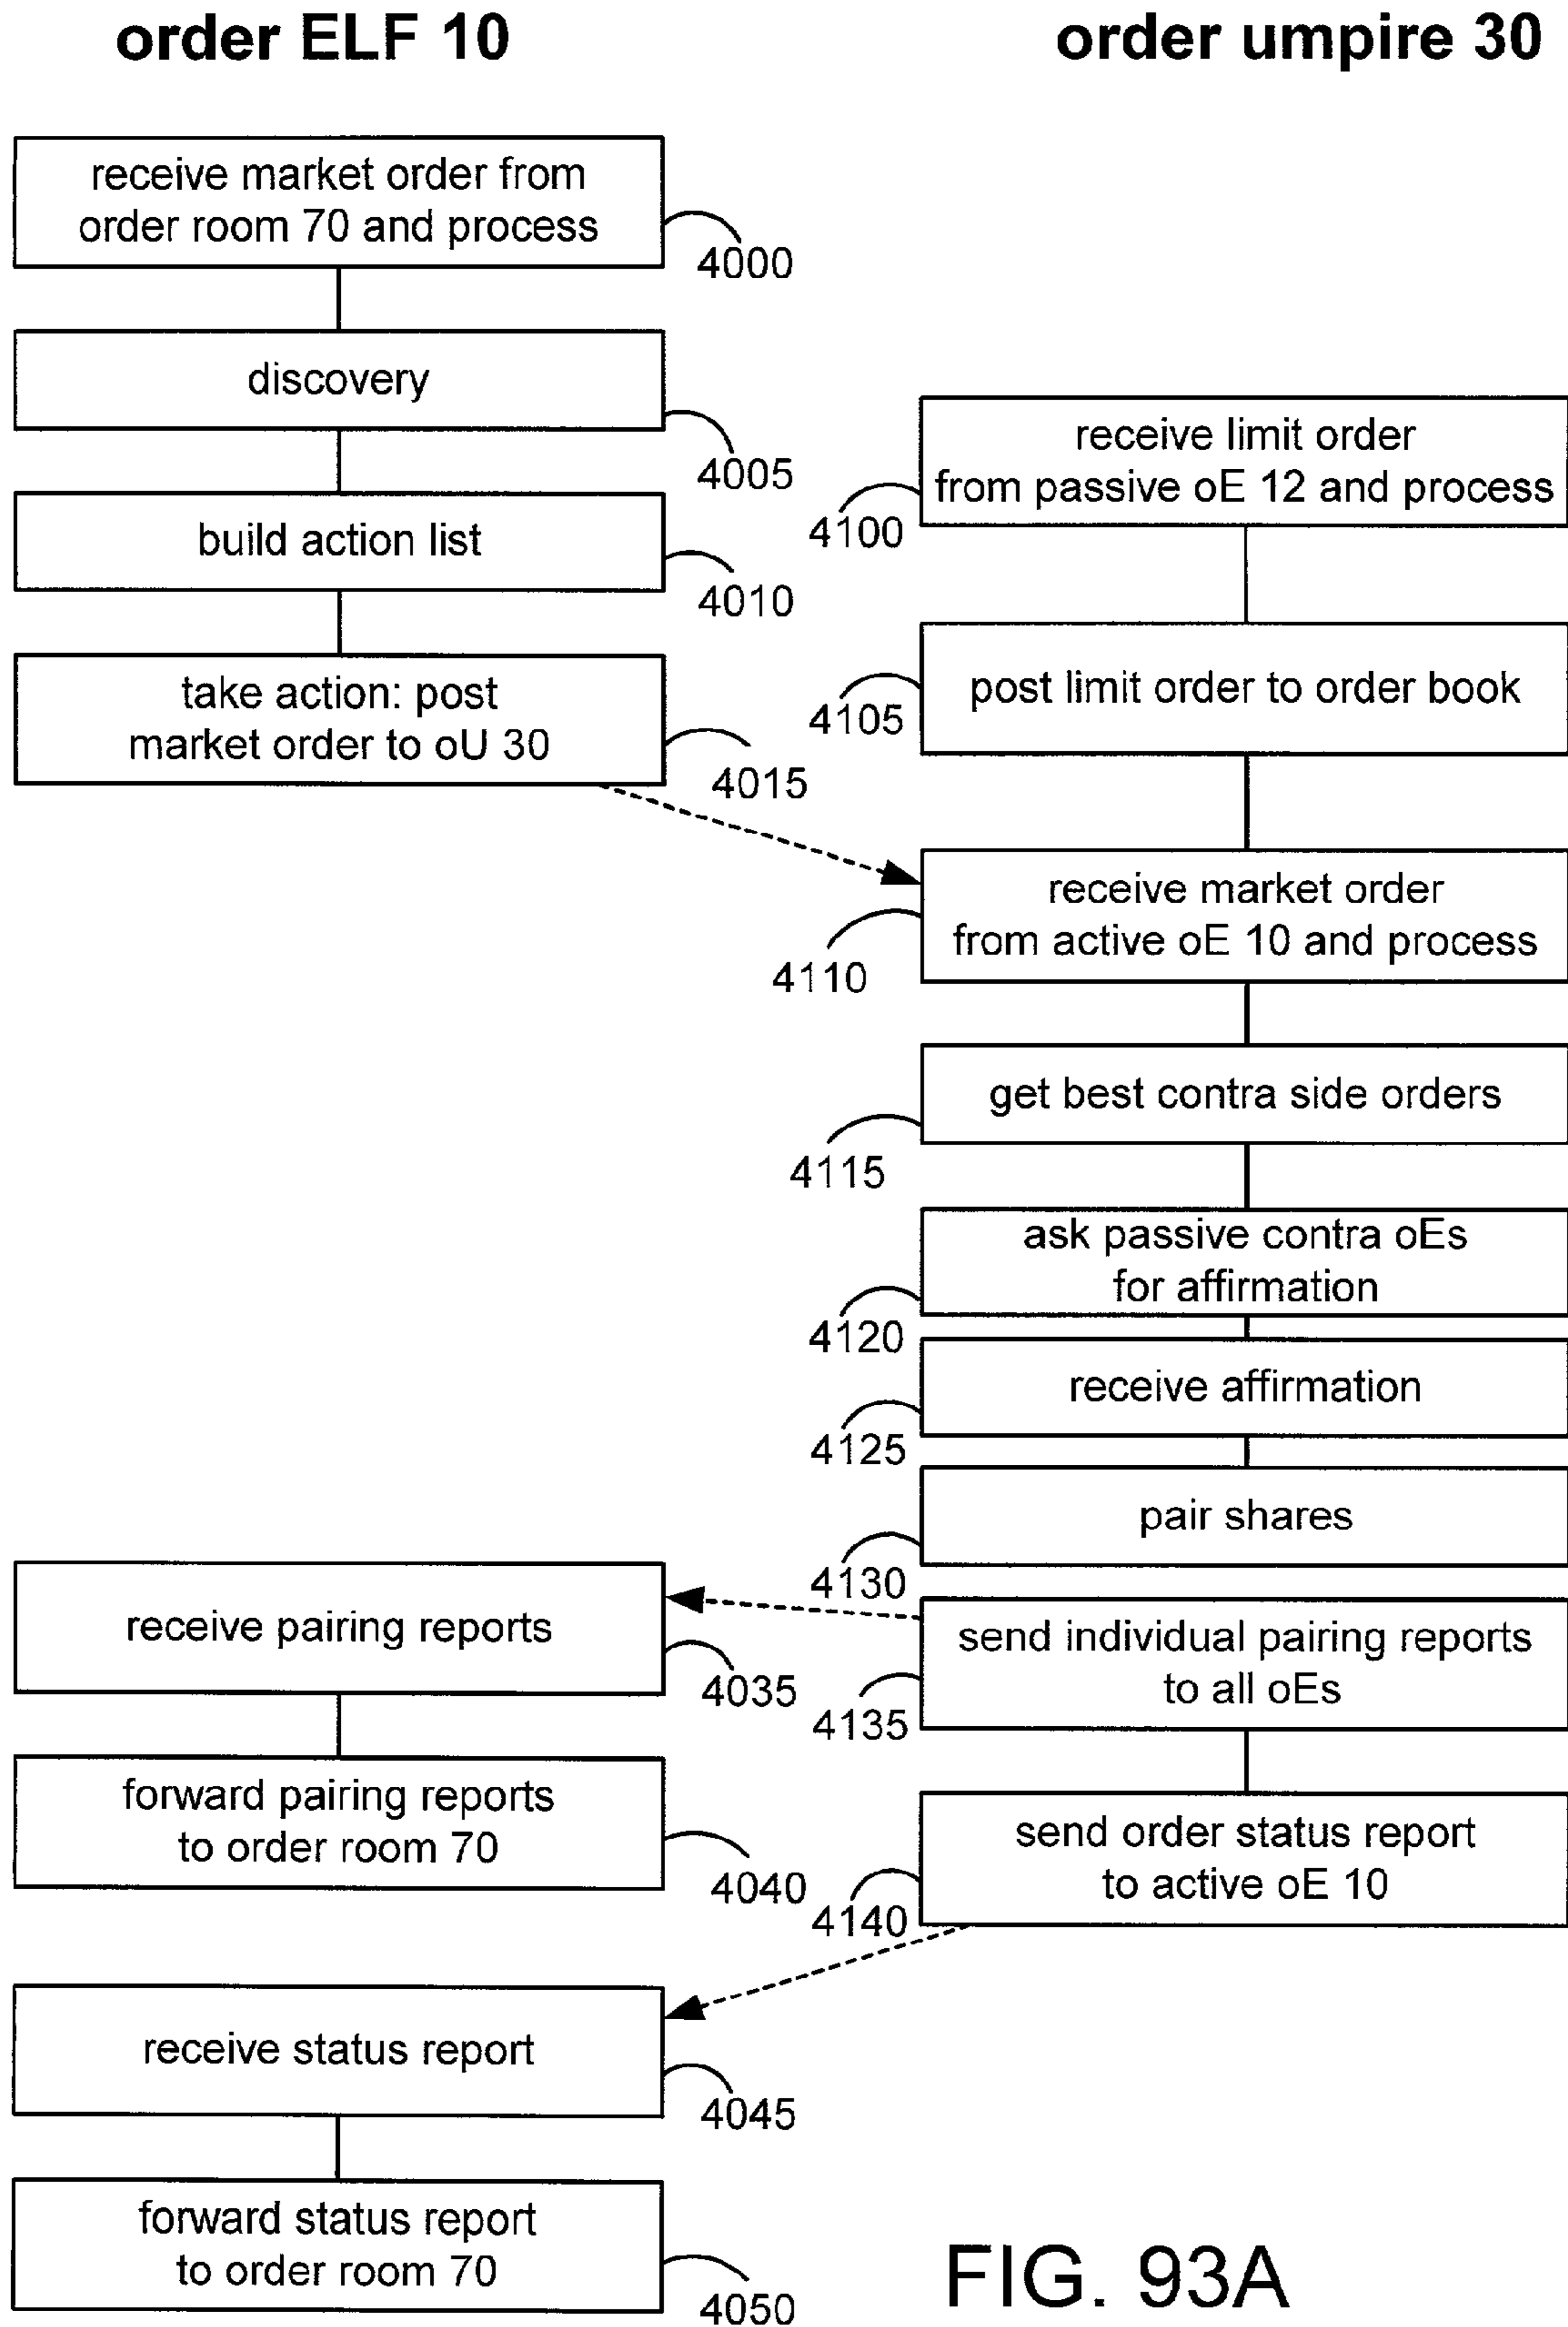 order ELF 10
order umpire 30
receive market order from
order room 70 and process
4000
discovery
4005
build action list
4010
take action: post
market order to oU 30
4015
receive limit order
from passive oE 12 and process
4100
post limit order to order book
4105
receive market order
from active oE 10 and process
4110
get best contra side orders
4115
ask passive contra oEs
for affirmation
4120
receive affirmation
4125
pair shares
4130
send individual pairing reports
to all oEs
4135
receive pairing reports
4035
forward pairing reports
to order room 70
4040
send order status report
to active oE 10
4140
receive status report
4045
forward status report
to order room 70
4050
FIG. 93A